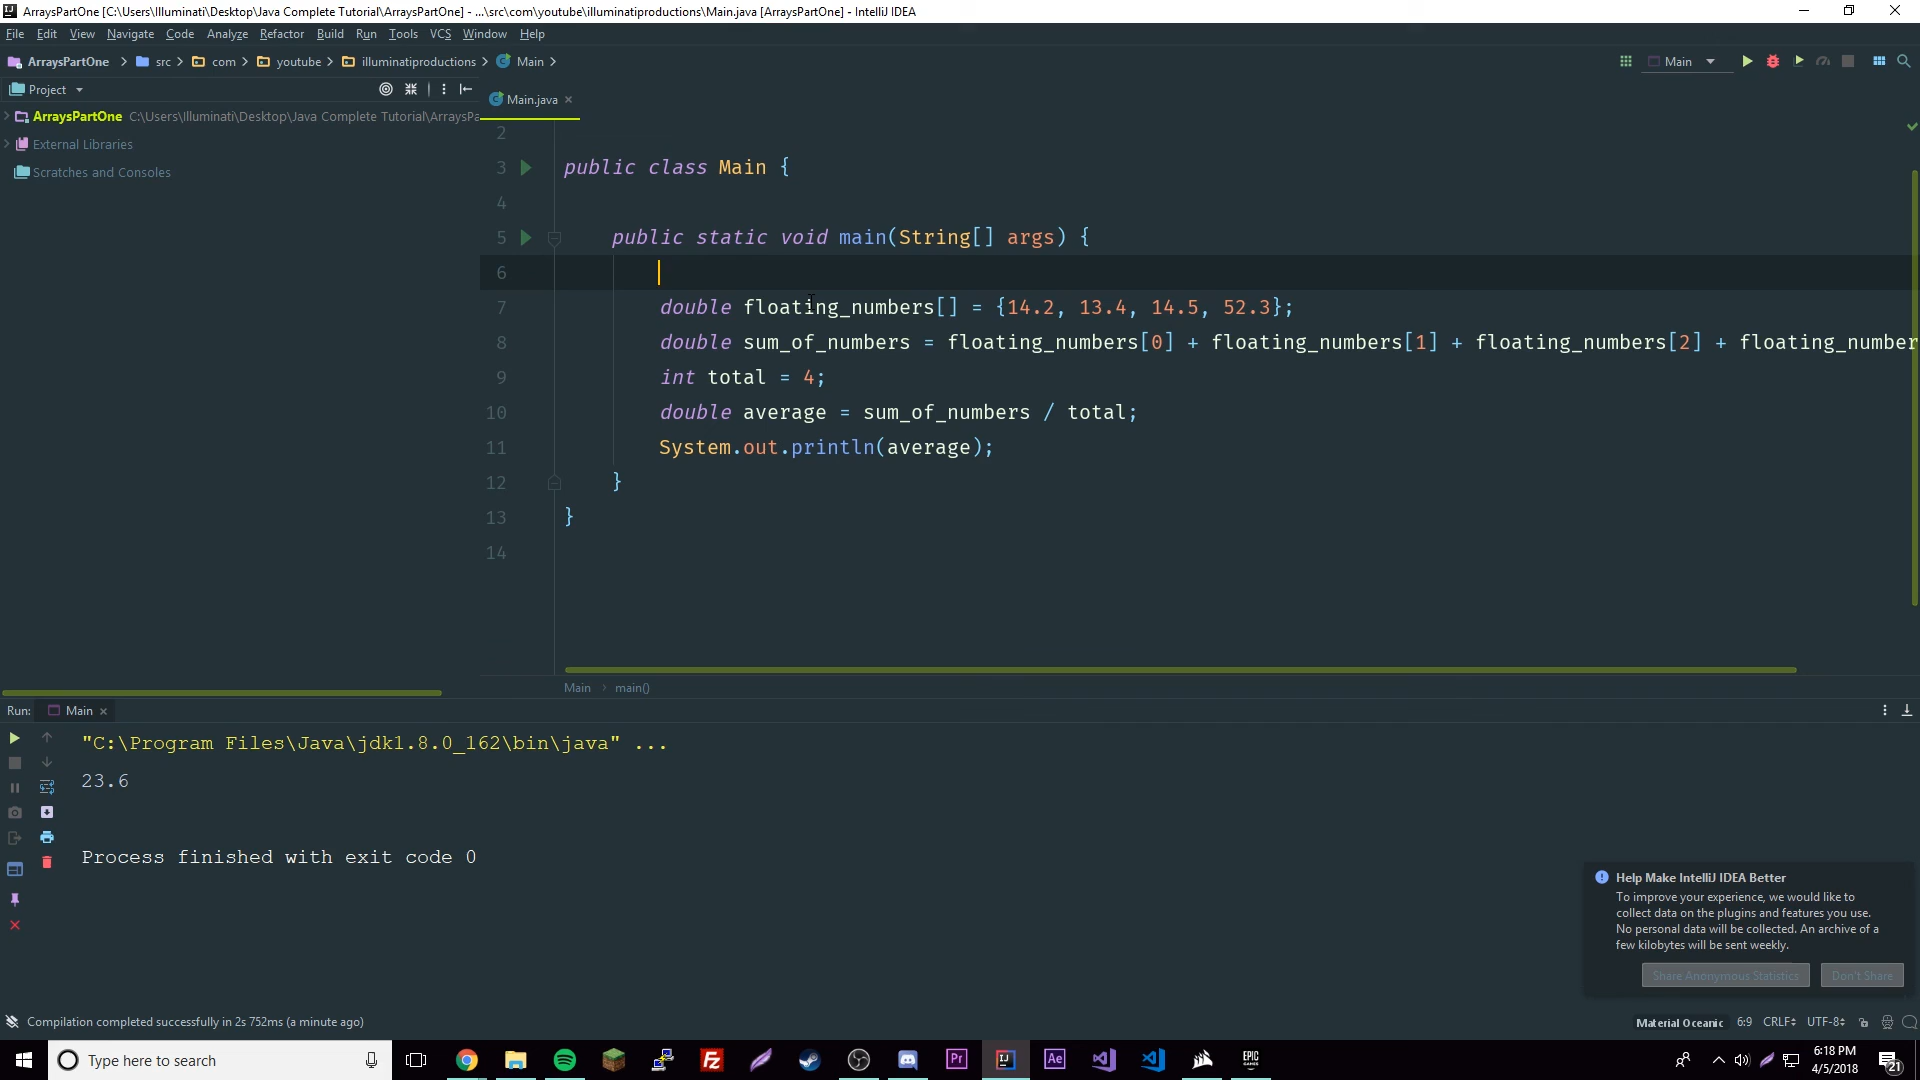 ArraysPartOne [C:\Users\Illuminati\Desktop\Java Complete Tutorial\ArraysPartOne] - ...\src\com\youtube\illuminatiproductions\Main.java [ArraysPartOne] - IntelliJ IDEA
File Edit View Navigate Code Analyze Refactor Build Run Tools VCS Window Help
ArraysPartOne src com youtube illuminatiproductions Main
Main
Project
Main.java
ArraysPartOne C:\Users\Illuminati\Desktop\Java Complete Tutorial\ArraysPa
External Libraries
Scratches and Consoles
2
3 public class Main {
4
5 public static void main(String[] args) {
6
7 double floating_numbers[] = {14.2, 13.4, 14.5, 52.3};
8 double sum_of_numbers = floating_numbers[0] + floating_numbers[1] + floating_numbers[2] + floating_number
9 int total = 4;
10 double average = sum_of_numbers / total;
11 System.out.println(average);
12 }
13 }
14
Main main()
Run: Main
"C:\Program Files\Java\jdk1.8.0_162\bin\java" ...
23.6
Process finished with exit code 0
Help Make IntelliJ IDEA Better
To improve your experience, we would like to
collect data on the plugins and features you use.
No personal data will be collected. An archive of a
few kilobytes will be sent weekly.
Share Anonymous Statistics Don't Share
Compilation completed successfully in 2s 752ms (a minute ago)
Material Oceanic 6:9 CRLF UTF-8
Type here to search
Pr
IJ
Ae
EPIC
GAMES
6:18 PM
4/5/2018
21